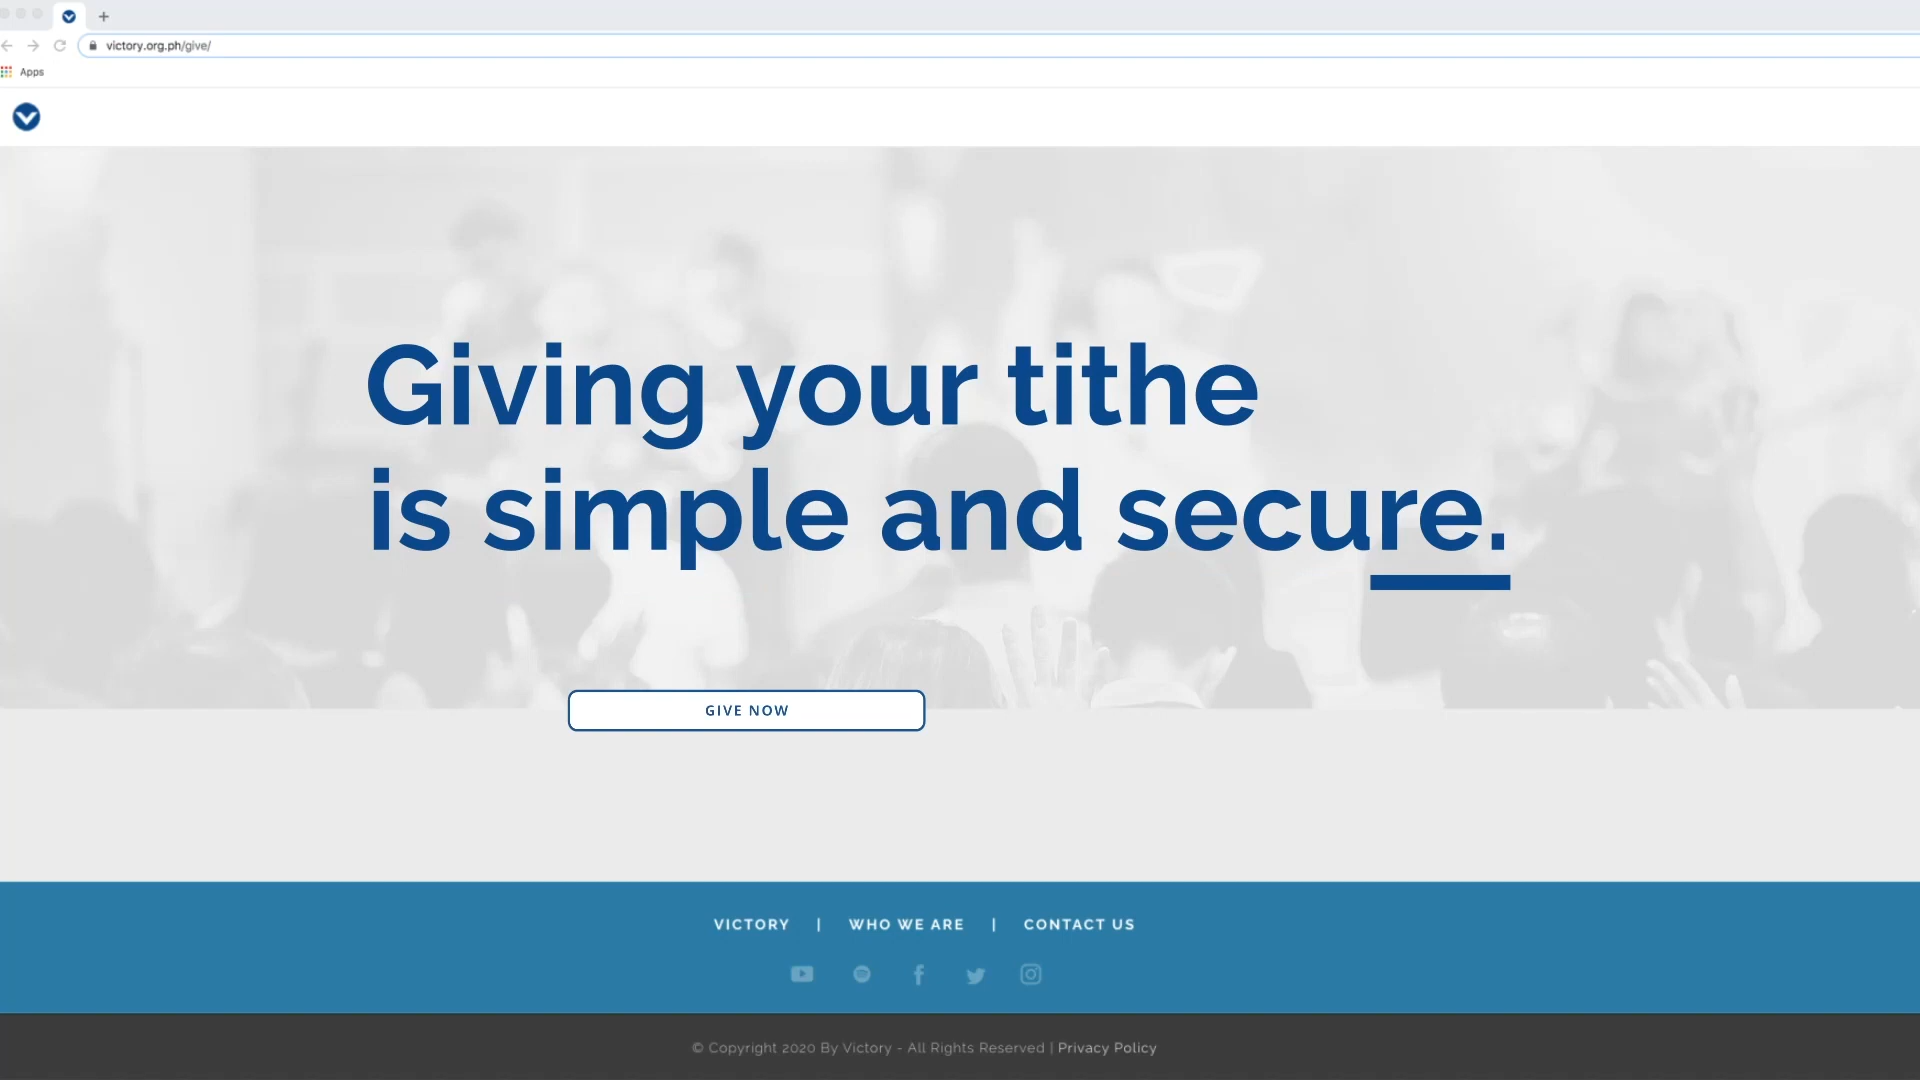 victory.org.ph/give/
Apps
Giving your tithe
is simple and secure.
GIVE NOW
VICTORY | WHO WE ARE | CONTACT US
© Copyright 2020 By Victory - All Rights Reserved | Privacy Policy